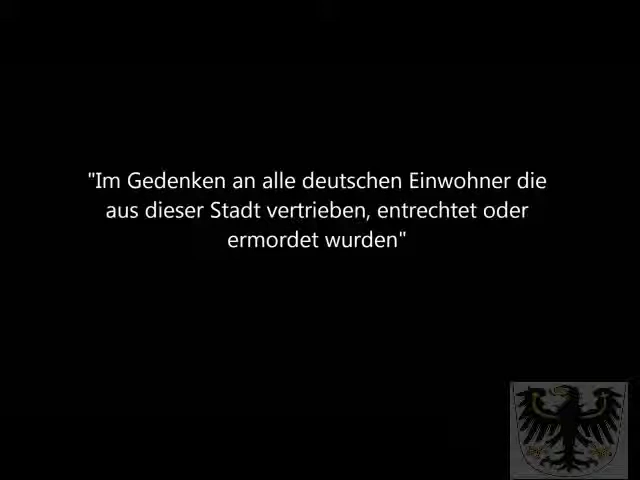 "Im Gedenken an alle deutschen Einwohner die
aus dieser Stadt vertrieben, entrechtet oder
ermordet wurden"